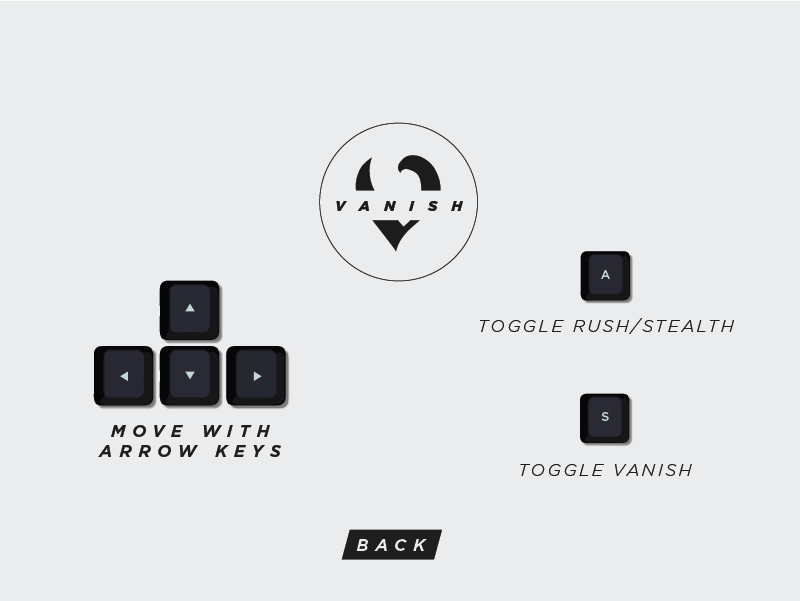 VANISH
A
TOGGLE RUSH/STEALTH
MOVE WITH
ARROW KEYS
S
TOGGLE VANISH
BACK